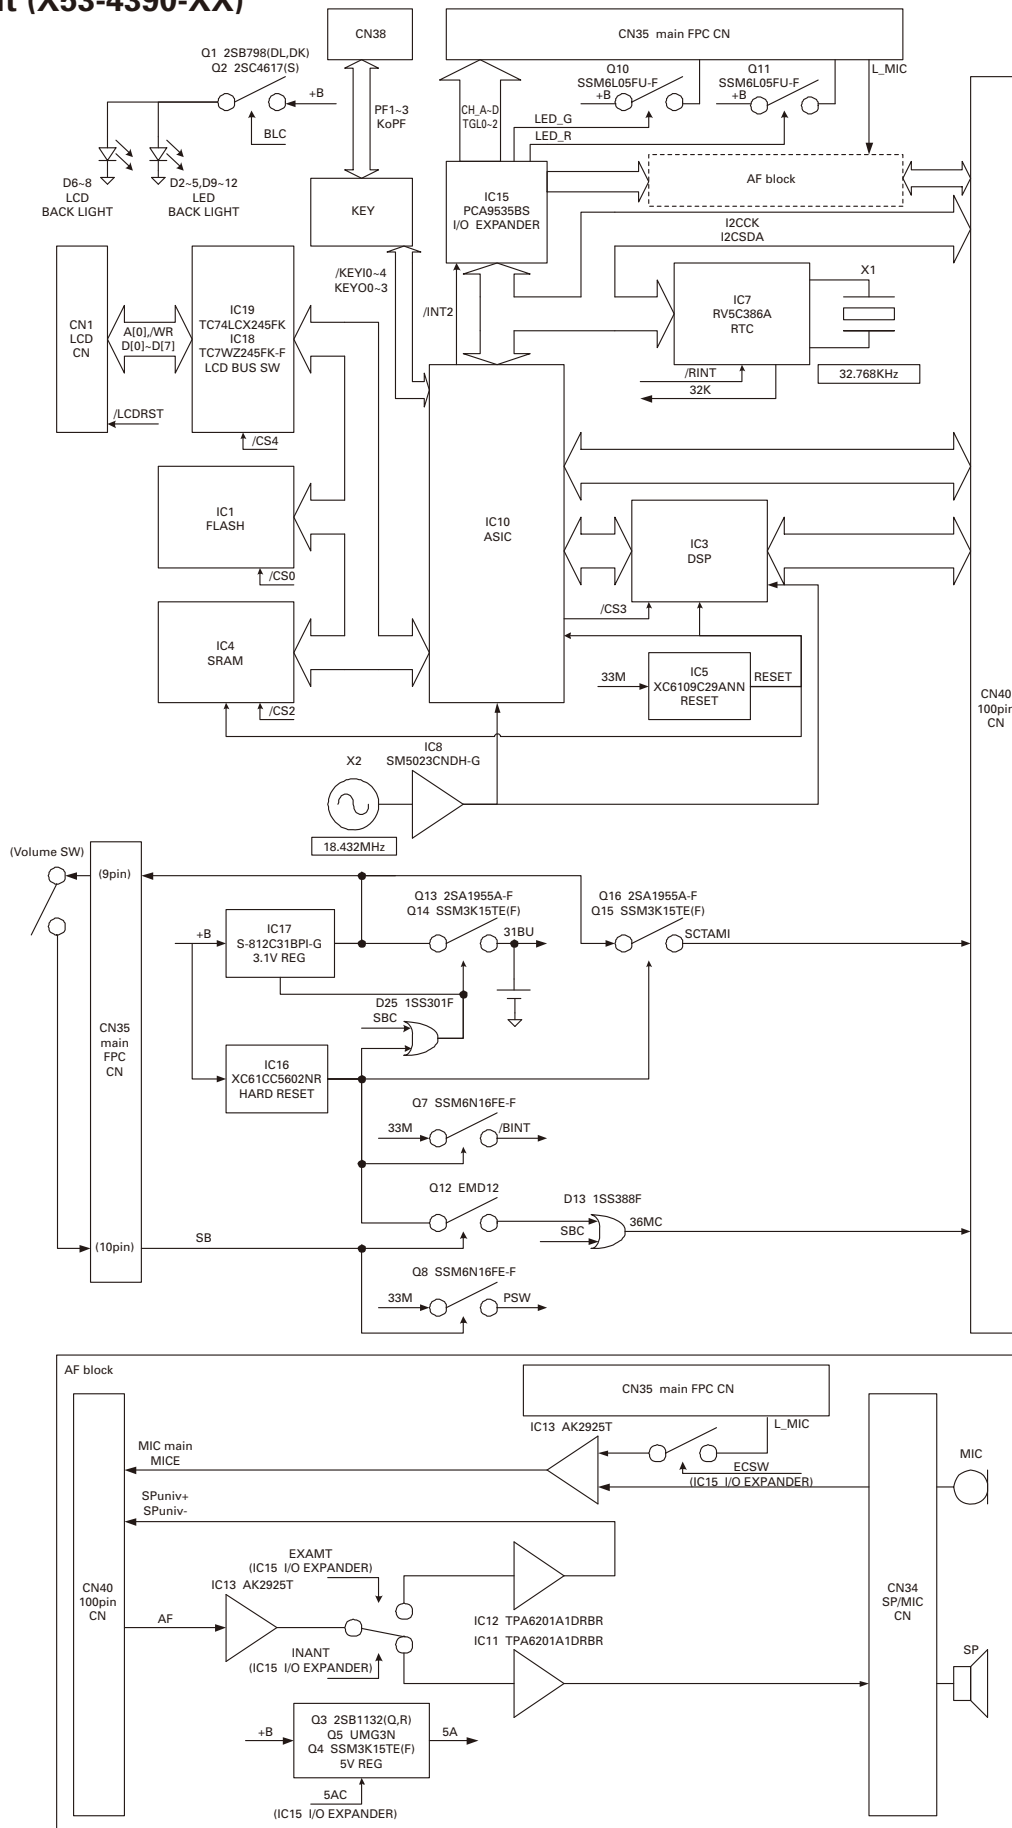 it (X53-4390-XX)
CN38
CN35 main FPC CN
Q1 2SB798(DL,DK)
Q2 2SC4617(S)
+B
BLC
D6~8
LCD
BACK LIGHT
D2~5,D9~12
LED
BACK LIGHT
PF1~3
KoPF
CH_A~D
TGL0~2
Q10
SSM6L05FU-F
+B
Q11
SSM6L05FU-F
+B
L_MIC
LED_G
LED_R
KEY
IC15
PCA9535BS
I/O EXPANDER
AF block
I2CCK
I2CSDA
/KEYI0~4
KEYO0~3
/INT2
IC7
RV5C386A
RTC
X1
32.768KHz
/RINT
32K
CN1
LCD
CN
A[0],/WR
D[0]~D[7]
IC19
TC74LCX245FK
IC18
TC7WZ245FK-F
LCD BUS SW
/LCDRST
/CS4
IC1
FLASH
/CS0
IC10
ASIC
IC3
DSP
/CS3
IC4
SRAM
/CS2
33M
IC5
XC6109C29ANN
RESET
RESET
CN40
100pin
CN
X2
18.432MHz
IC8
SM5023CNDH-G
(Volume SW)
(9pin)
CN35
main
FPC
CN
(10pin)
+B
IC17
S-812C31BPI-G
3.1V REG
Q13 2SA1955A-F
Q14 SSM3K15TE(F)
31BU
Q16 2SA1955A-F
Q15 SSM3K15TE(F)
SCTAMI
D25 1SS301F
SBC
IC16
XC61CC5602NR
HARD RESET
Q7 SSM6N16FE-F
33M
/BINT
Q12 EMD12
D13 1SS388F
SBC
36MC
SB
Q8 SSM6N16FE-F
33M
PSW
AF block
CN35 main FPC CN
IC13 AK2925T
L_MIC
MIC main
MICE
ECSW
(IC15 I/O EXPANDER)
MIC
SPuniv+
SPuniv-
EXAMT
(IC15 I/O EXPANDER)
IC13 AK2925T
CN40
100pin
CN
AF
INANT
(IC15 I/O EXPANDER)
IC12 TPA6201A1DRBR
IC11 TPA6201A1DRBR
CN34
SP/MIC
CN
SP
+B
Q3 2SB1132(Q,R)
Q5 UMG3N
Q4 SSM3K15TE(F)
5V REG
5A
5AC
(IC15 I/O EXPANDER)